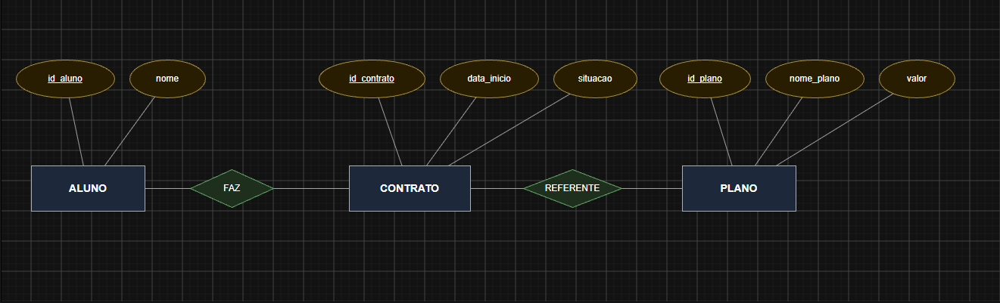 id_aluno
nome
id_contrato
data_inicio
situacao
id_plano
nome_plano
valor
ALUNO
FAZ
CONTRATO
REFERENTE
PLANO